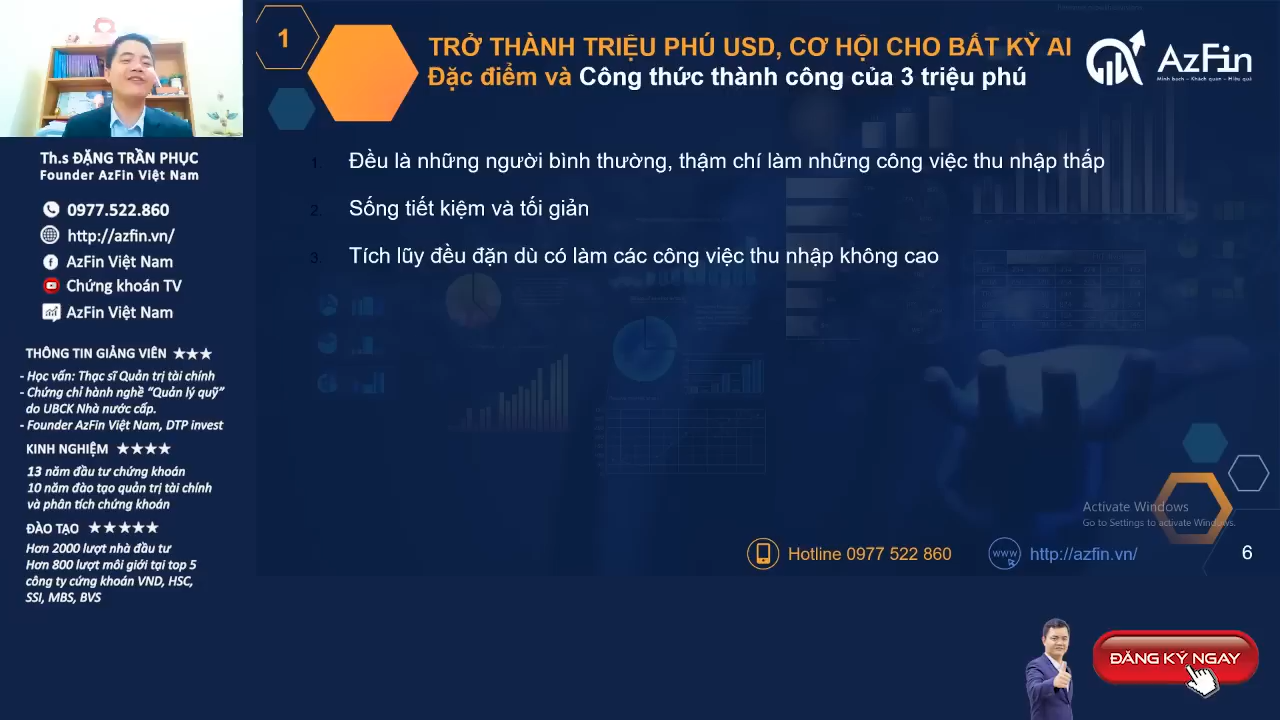 Th.s ĐẶNG TRẦN PHỤC
Founder AzFin Việt Nam
0977.522.860
http://azfin.vn/
AzFin Việt Nam
Chứng khoán TV
AzFin Việt Nam
THÔNG TIN GIẢNG VIÊN ★★★
- Học vấn: Thạc sĩ Quản trị tài chính
- Chứng chỉ hành nghề “Quản lý quỹ”
do UBCK Nhà nước cấp.
- Founder AzFin Việt Nam, DTP invest
KINH NGHIỆM ★★★★
13 năm đầu tư chứng khoán
10 năm đào tạo quản trị tài chính
và phân tích chứng khoán
ĐÀO TẠO ★★★★★
Hơn 2000 lượt nhà đầu tư
Hơn 800 lượt môi giới tại top 5
công ty cứng khoán VND, HSC,
SSI, MBS, BVS
1
TRỞ THÀNH TRIỆU PHÚ USD, CƠ HỘI CHO BẤT KỲ AI
Đặc điểm và Công thức thành công của 3 triệu phú
AzFin
Minh bạch - Khách quan - Hiệu quả
1. Đều là những người bình thường, thậm chí làm những công việc thu nhập thấp
2. Sống tiết kiệm và tối giản
3. Tích lũy đều đặn dù có làm các công việc thu nhập không cao
Activate Windows
Go to Settings to activate Windows.
Hotline 0977 522 860
www
http://azfin.vn/
6
ĐĂNG KÝ NGAY